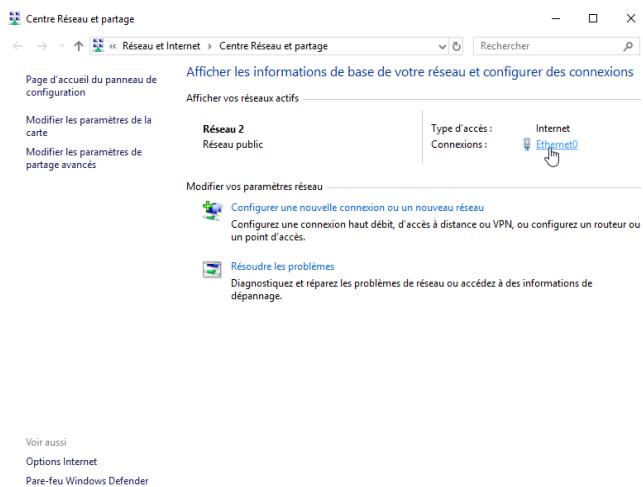 Centre Réseau et partage
« Réseau et Internet > Centre Réseau et partage
Rechercher
Page d'accueil du panneau de
configuration
Modifier les paramètres de la
carte
Modifier les paramètres de
partage avancés
Afficher les informations de base de votre réseau et configurer des connexions
Afficher vos réseaux actifs
Réseau 2
Réseau public
Type d'accès : Internet
Connexions : Ethernet0
Modifier vos paramètres réseau
Configurer une nouvelle connexion ou un nouveau réseau
Configurez une connexion haut débit, d'accès à distance ou VPN, ou configurez un routeur ou
un point d'accès.
Résoudre les problèmes
Diagnostiquez et réparez les problèmes de réseau ou accédez à des informations de
dépannage.
Voir aussi
Options Internet
Pare-feu Windows Defender